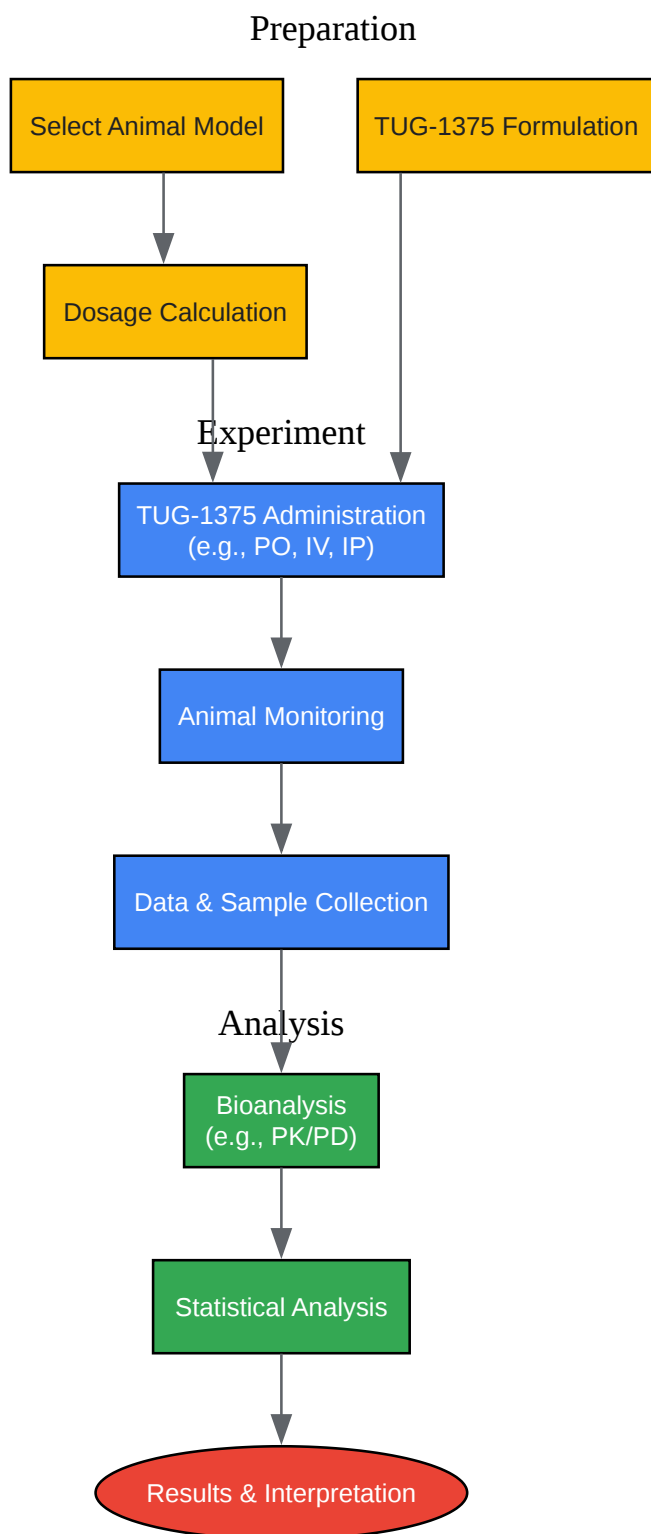 Preparation
Select Animal Model
TUG-1375 Formulation
Dosage Calculation
Experiment
TUG-1375 Administration
(e.g., PO, IV, IP)
Animal Monitoring
Data & Sample Collection
Analysis
Bioanalysis
(e.g., PK/PD)
Statistical Analysis
Results & Interpretation